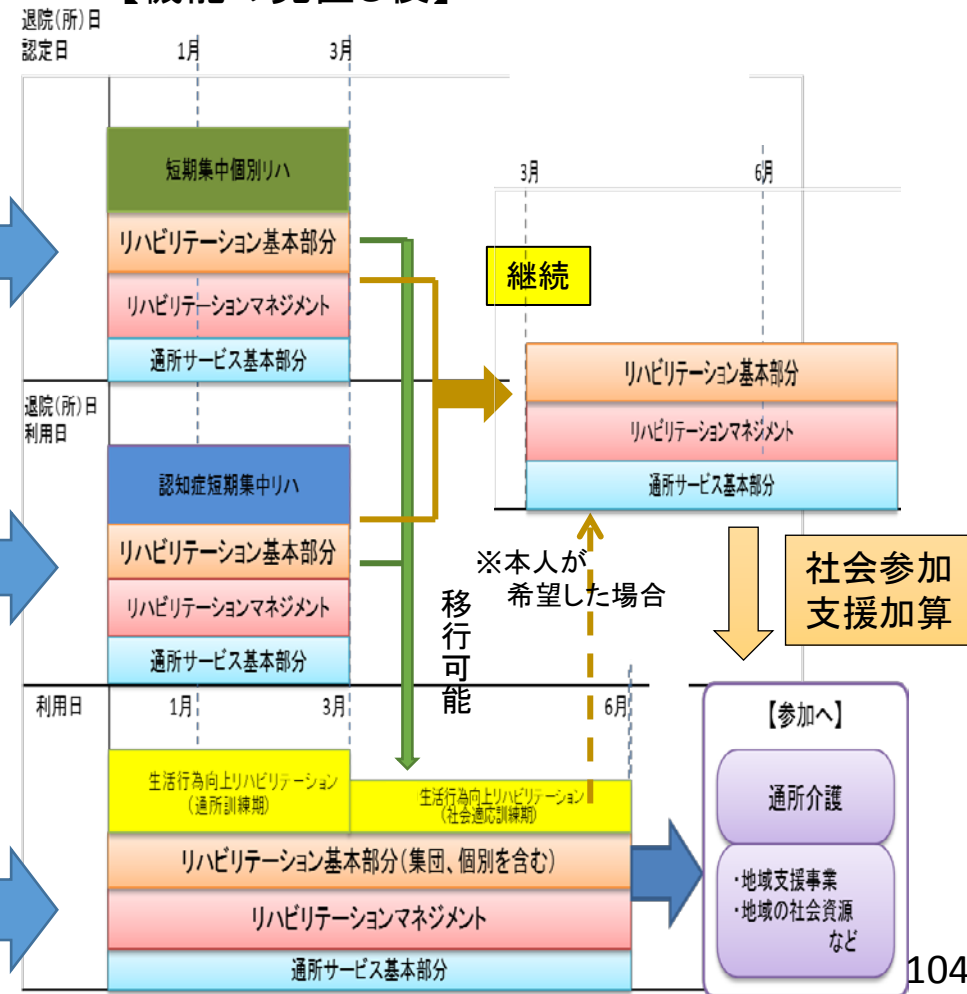 退院(所)日
認定日
1月
3月
短期集中個別リハ
リハビリテーション基本部分
リハビリテーションマネジメント
通所サービス基本部分
3月
6月
継続
リハビリテーション基本部分
リハビリテーションマネジメント
通所サービス基本部分
退院(所)日
利用日
認知症短期集中リハ
リハビリテーション基本部分
リハビリテーションマネジメント
通所サービス基本部分
移行可能
※本人が
希望した場合
社会参加
支援加算
利用日
1月
3月
6月
生活行為向上リハビリテーション
(通所訓練期)
生活行為向上リハビリテーション
(社会適応訓練期)
リハビリテーション基本部分(集団、個別を含む)
リハビリテーションマネジメント
通所サービス基本部分
【参加へ】
通所介護
・地域支援事業
・地域の社会資源
など
104